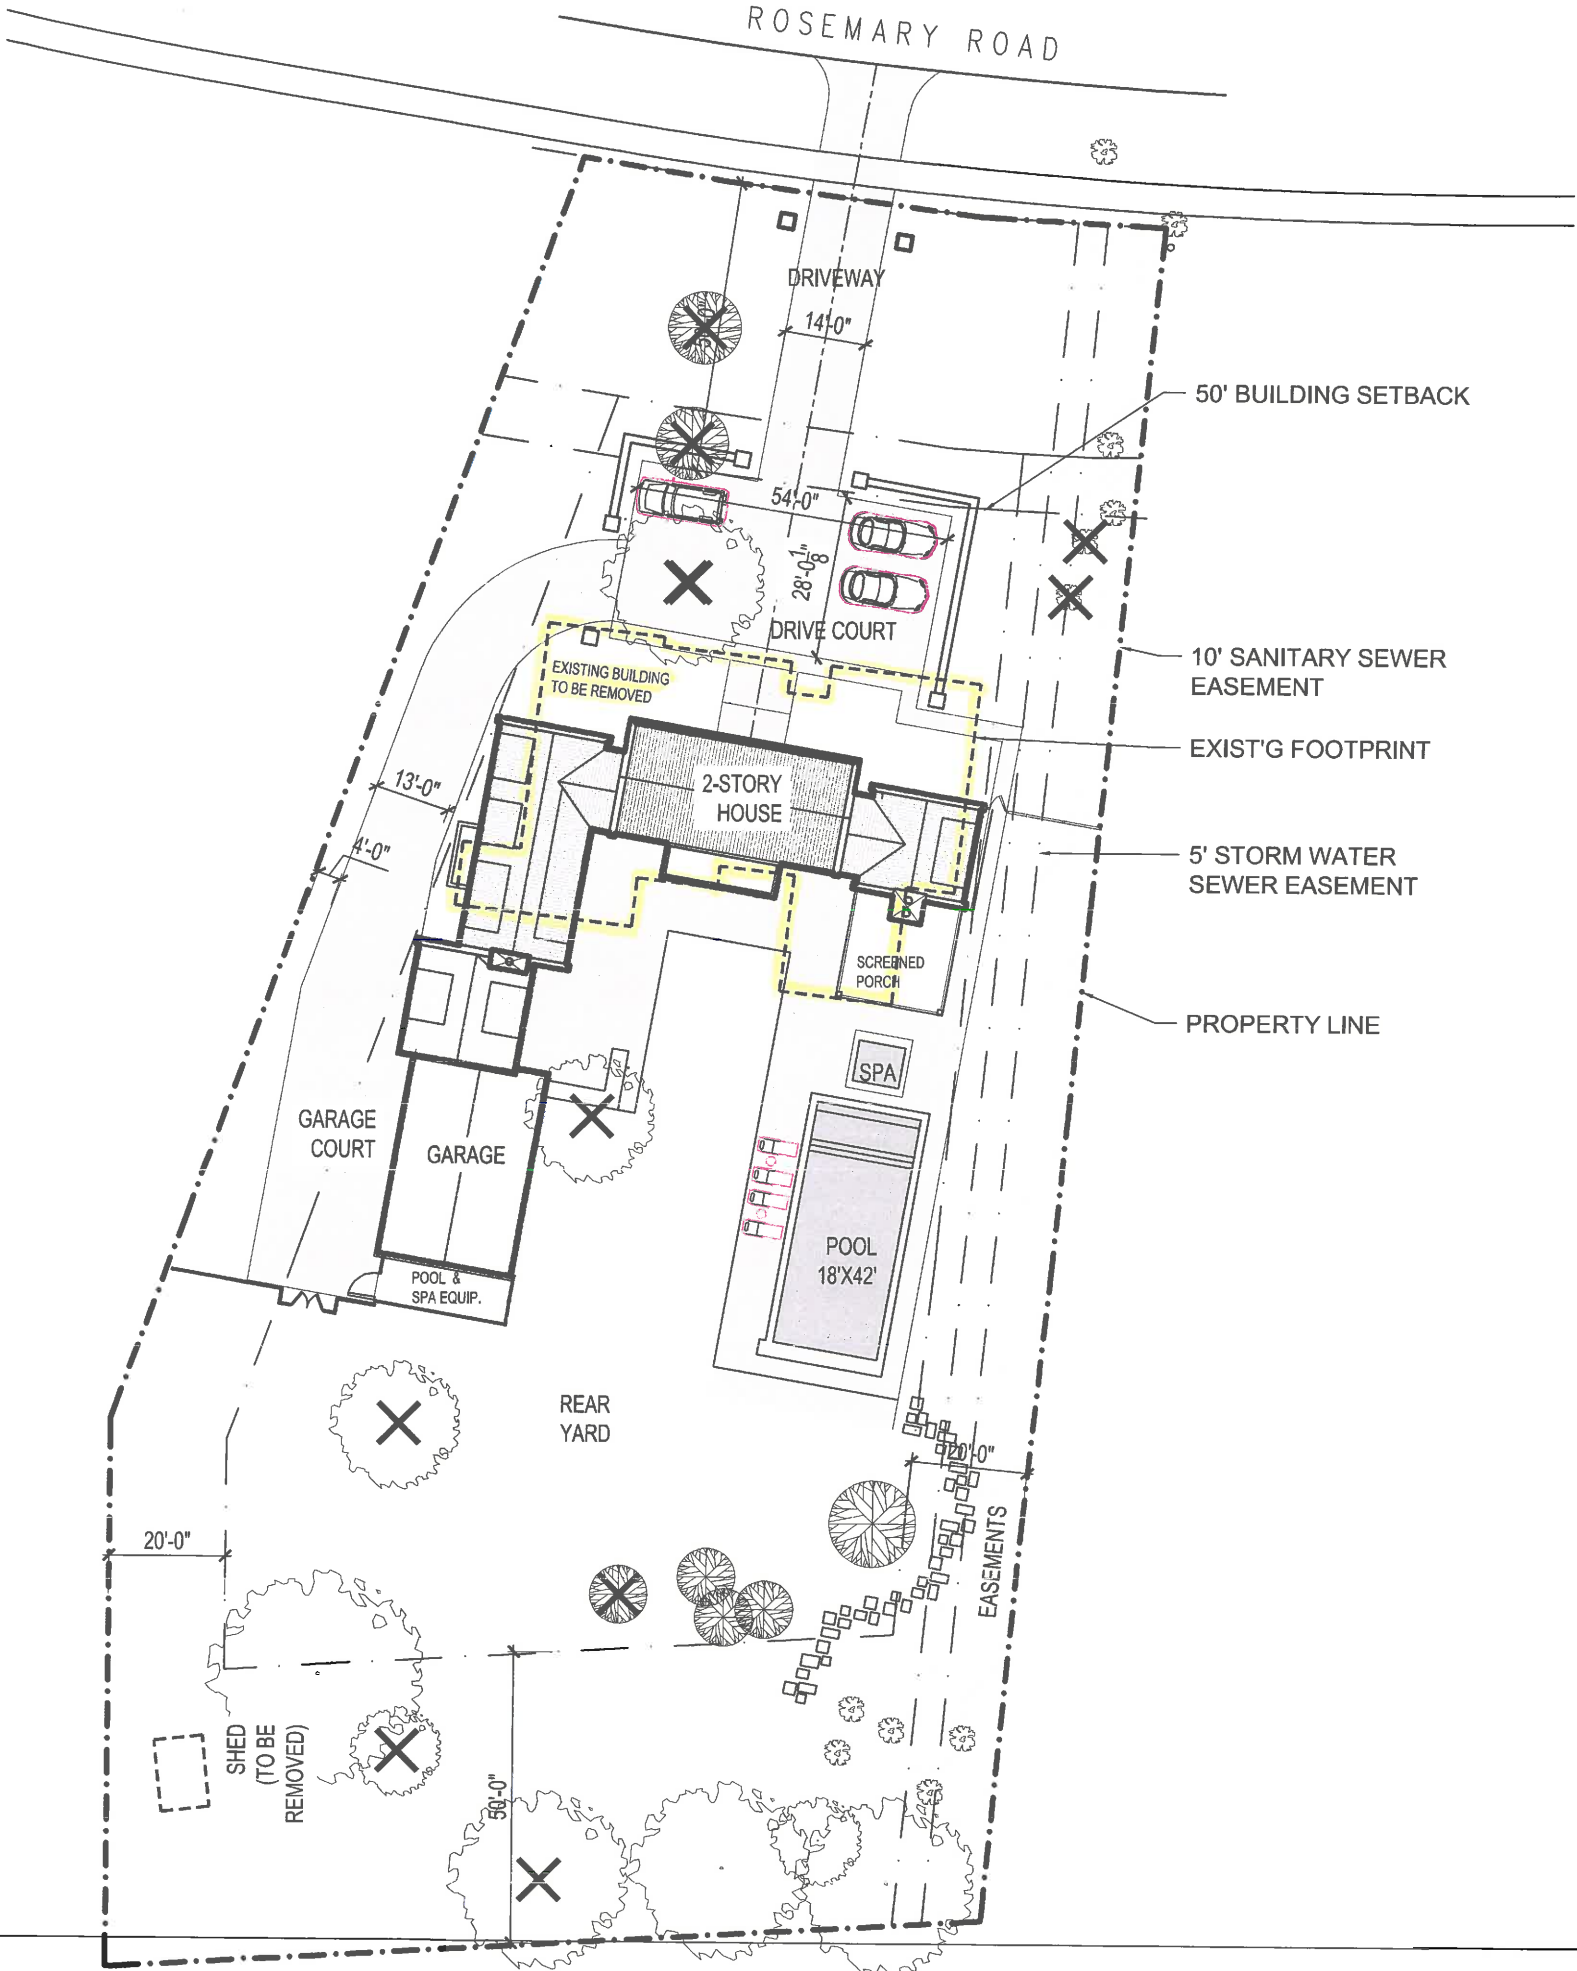 ROSEMARY ROAD
DRIVEWAY
14'-0"
50' BUILDING SETBACK
54'-0"
28'-0 1/8"
DRIVE COURT
EXISTING BUILDING
TO BE REMOVED
10' SANITARY SEWER
EASEMENT
EXIST'G FOOTPRINT
2-STORY
HOUSE
13'-0"
4'-0"
5' STORM WATER
SEWER EASEMENT
SCREENED
PORCH
PROPERTY LINE
SPA
GARAGE
COURT
GARAGE
POOL
18'X42'
POOL &
SPA EQUIP.
REAR
YARD
20'-0"
20'-0"
EASEMENTS
SHED
(TO BE
REMOVED)
50'-0"